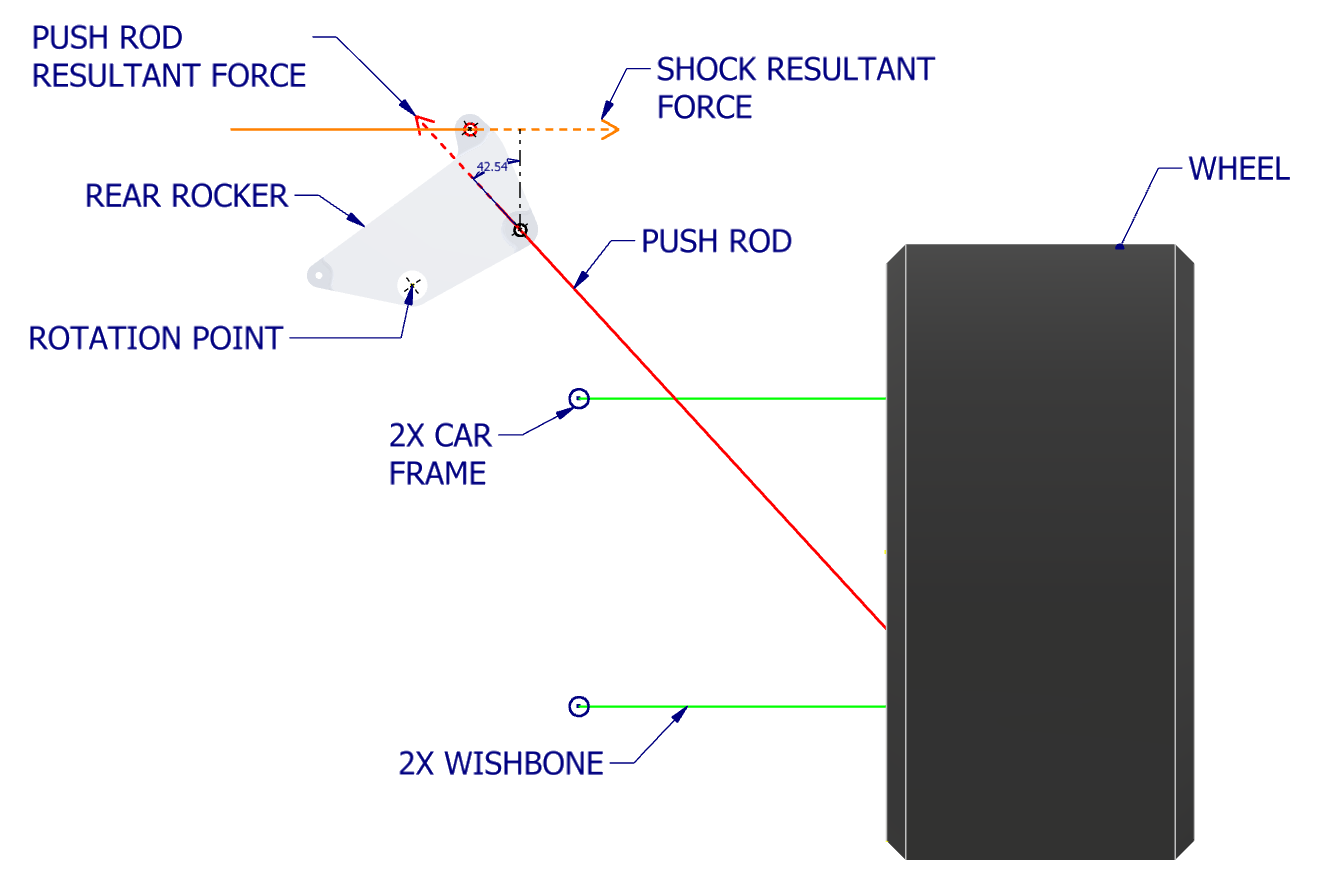 PUSH ROD
RESULTANT FORCE
SHOCK RESULTANT
FORCE
42.54
REAR ROCKER
WHEEL
PUSH ROD
ROTATION POINT
2X CAR
FRAME
2X WISHBONE